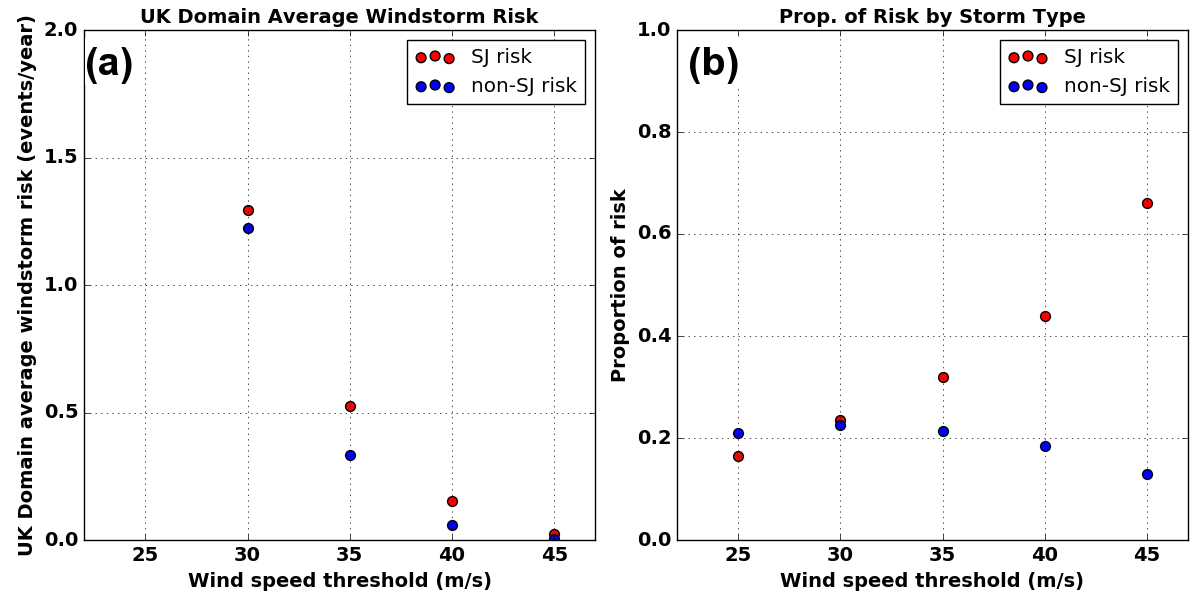 UK Domain Average Windstorm Risk
(a)
SJ risk
non-SJ risk
2.0
1.5
1.0
0.5
0.0
25 30 35 40 45
Wind speed threshold (m/s)
UK Domain average windstorm risk (events/year)
Prop. of Risk by Storm Type
(b)
SJ risk
non-SJ risk
1.0
0.8
0.6
0.4
0.2
0.0
25 30 35 40 45
Wind speed threshold (m/s)
Proportion of risk